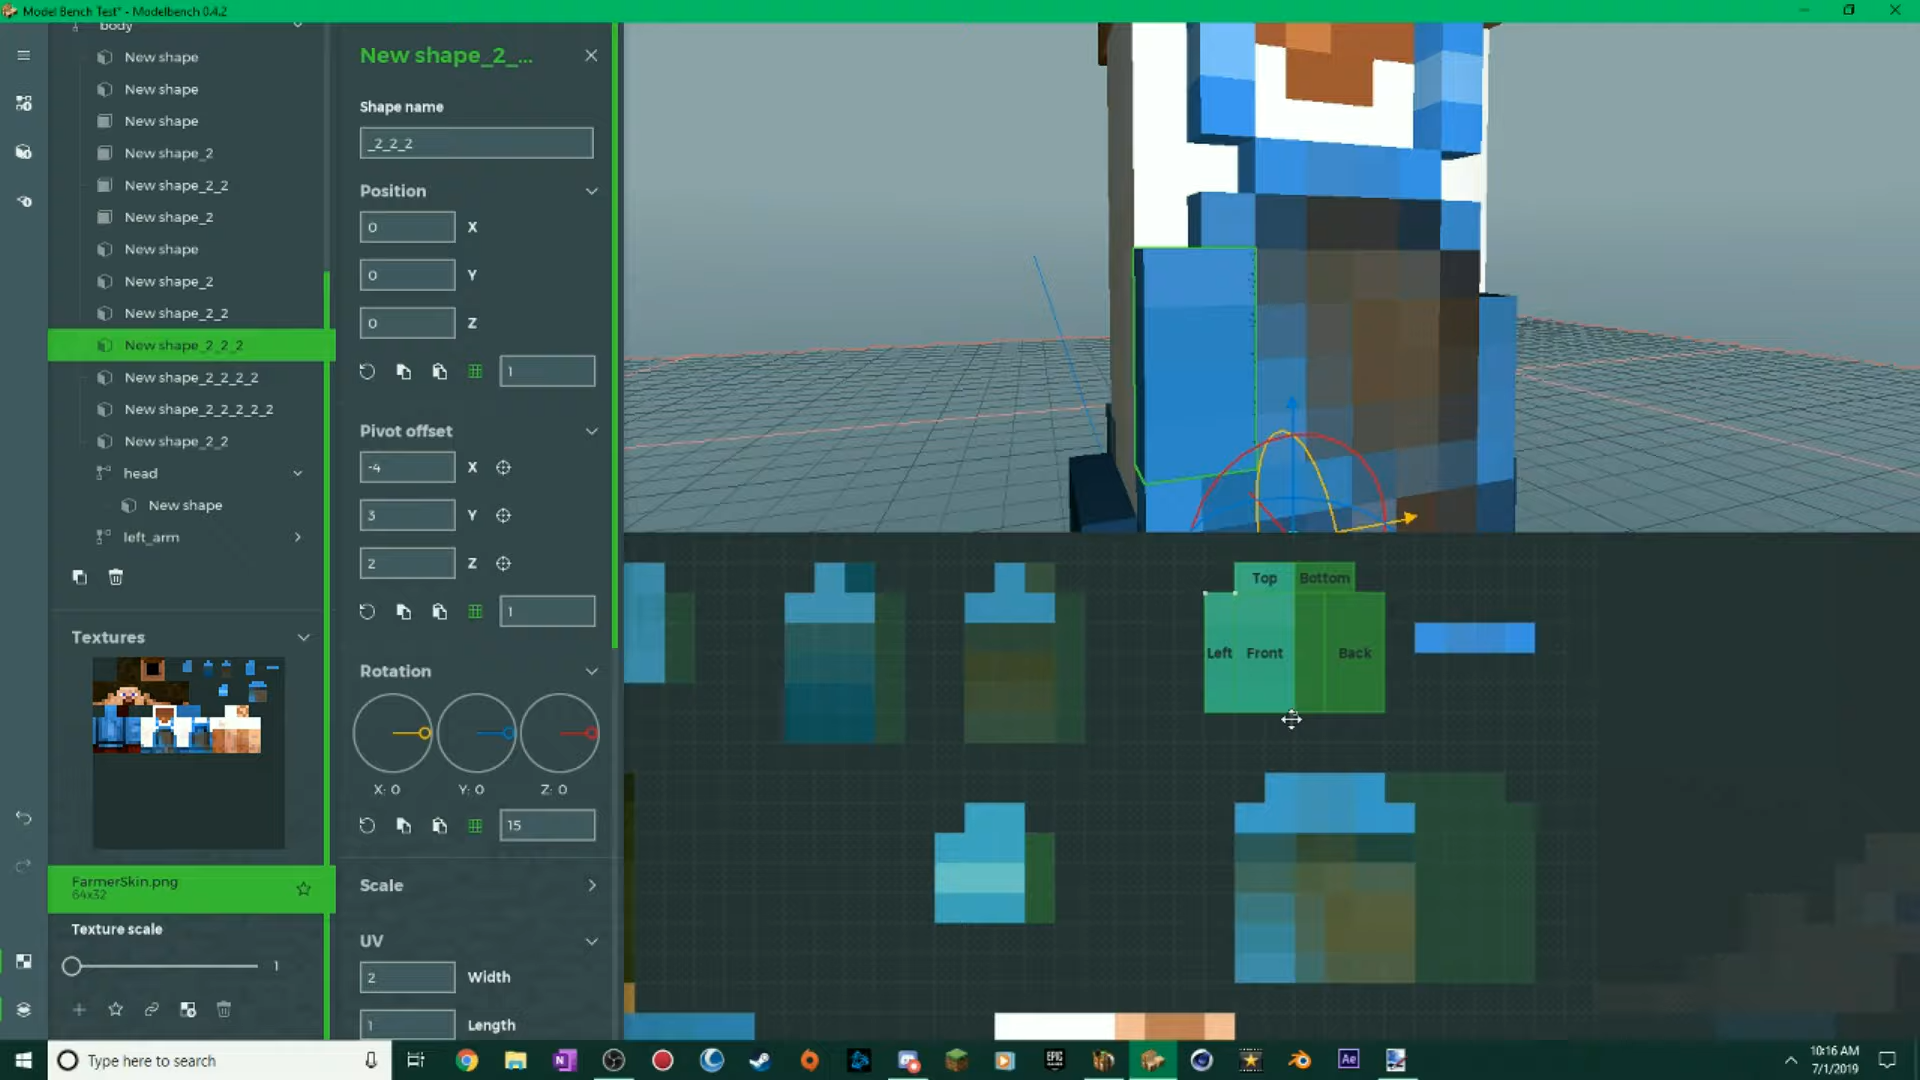 Model Bench Test* - Modelbench 0.4.2
body
New shape
New shape
New shape
New shape_2
New shape_2_2
New shape_2
New shape
New shape_2
New shape_2_2
New shape_2_2_2
New shape_2_2_2_2
New shape_2_2_2_2_2
New shape_2_2
head
New shape
left_arm
Textures
FarmerSkin.png
64x32
Texture scale
1
New shape_2_...
Shape name
_2_2_2
Position
0 X
0 Y
0 Z
1
Pivot offset
-4 X
3 Y
2 Z
1
Rotation
X: 0 Y: 0 Z: 0
15
Scale
UV
2 Width
1 Length
Top Bottom
Left Front Back
Type here to search
N
EPIC GAMES
Ae
10:16 AM
7/1/2019